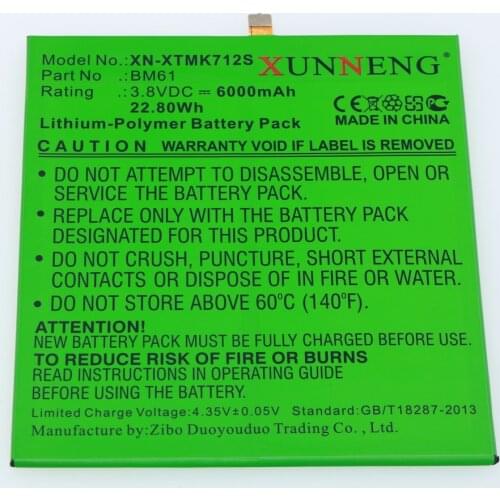 Model No.:XN-XTMK712S XUNNENG
Part No : BM61
Rating : 3.8VDC ⎓ 6000mAh
22.80Wh
Lithium-Polymer Battery Pack
MADE IN CHINA
CAUTION WARRANTY VOID IF LABEL IS REMOVED
• DO NOT ATTEMPT TO DISASSEMBLE, OPEN OR
SERVICE THE BATTERY PACK.
• REPLACE ONLY WITH THE BATTERY PACK
DESIGNATED FOR THIS PRODUCT.
• DO NOT CRUSH, PUNCTURE, SHORT EXTERNAL
CONTACTS OR DISPOSE OF IN FIRE OR WATER.
• DO NOT STORE ABOVE 60°C (140°F).
ATTENTION!
NEW BATTERY PACK MUST BE FULLY CHARGED BEFORE USE
TO REDUCE RISK OF FIRE OR BURNS
READ INSTRUCTIONS IN OPERATING GUIDE BEFORE
USING THE BATTERY.
Limited Charge Voltage:4.35V±0.05V Standard:GB/T18287-2013
Manufacture by: Zibo Duoyouduo Trading Co., Ltd